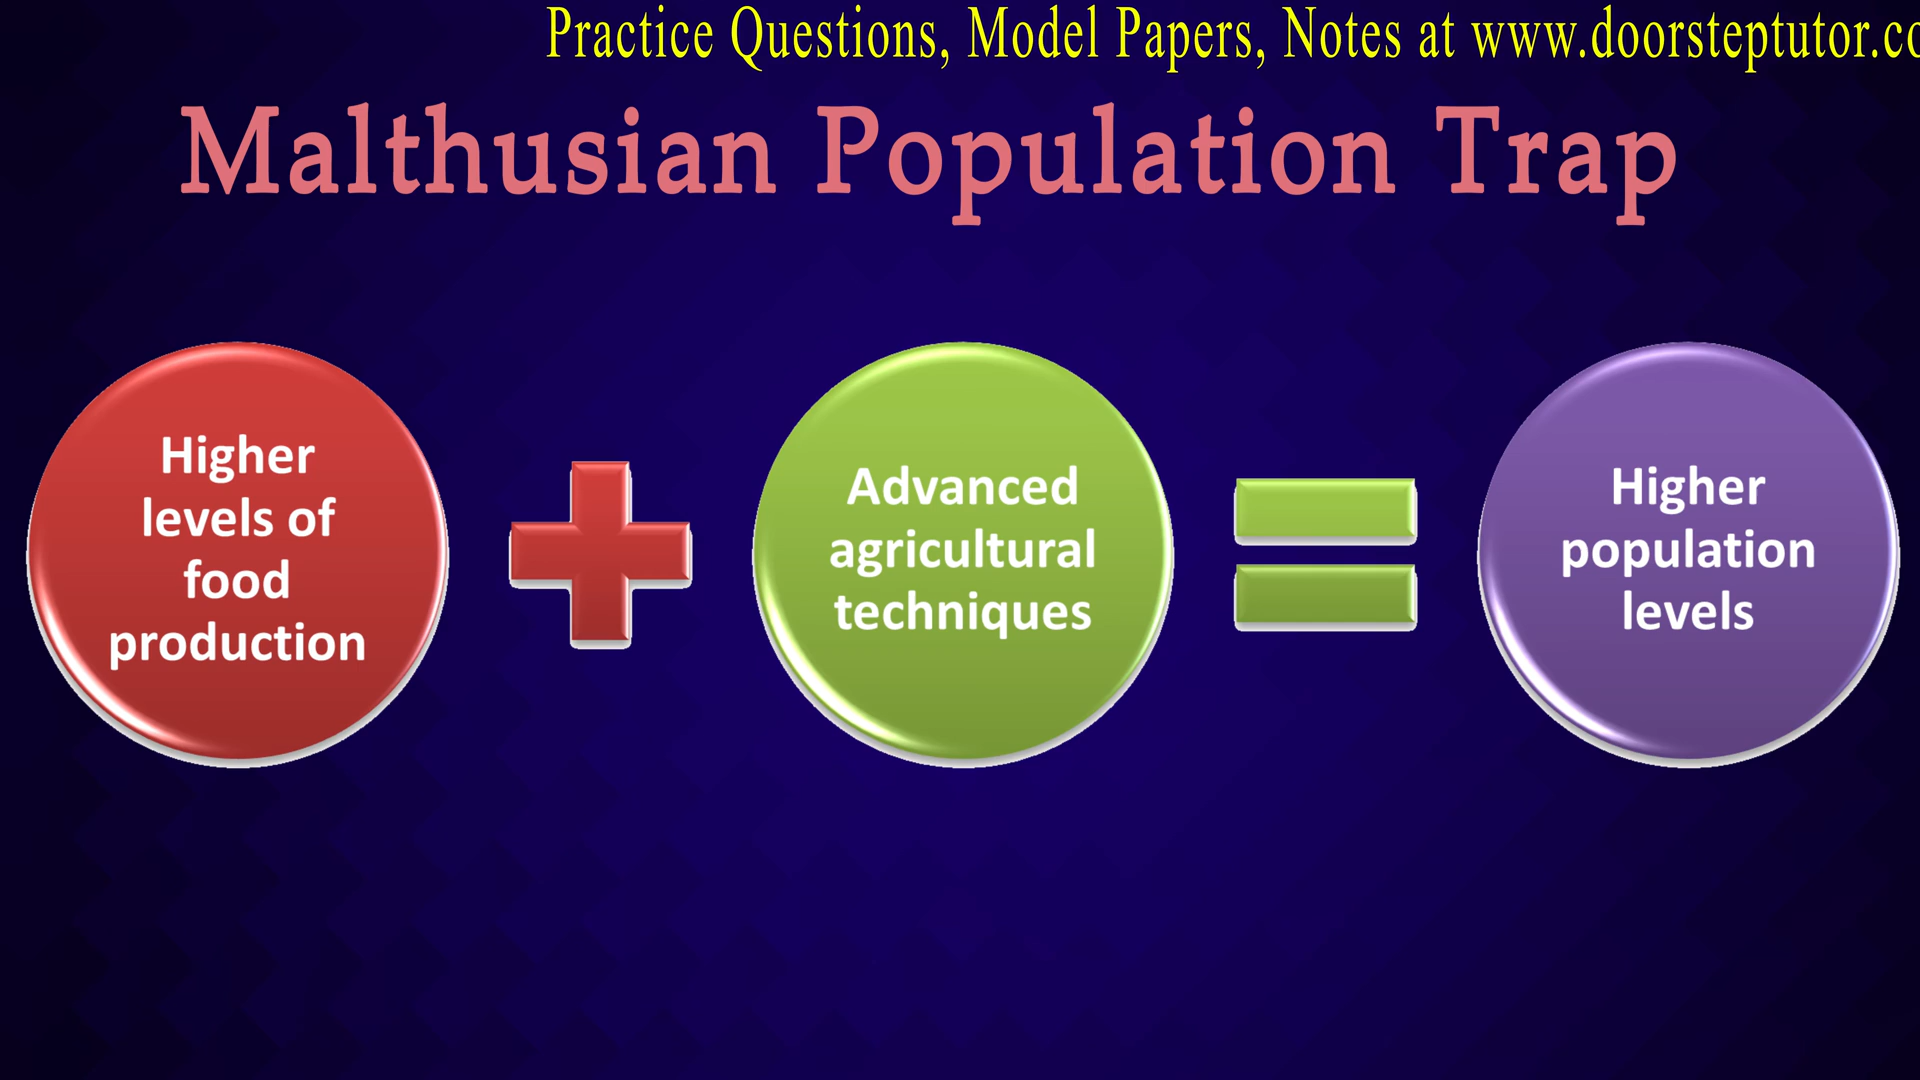 Practice Questions, Model Papers, Notes at www.doorsteptutor.co
Malthusian Population Trap
Higher
levels of
food
production
Advanced
agricultural
techniques
Higher
population
levels